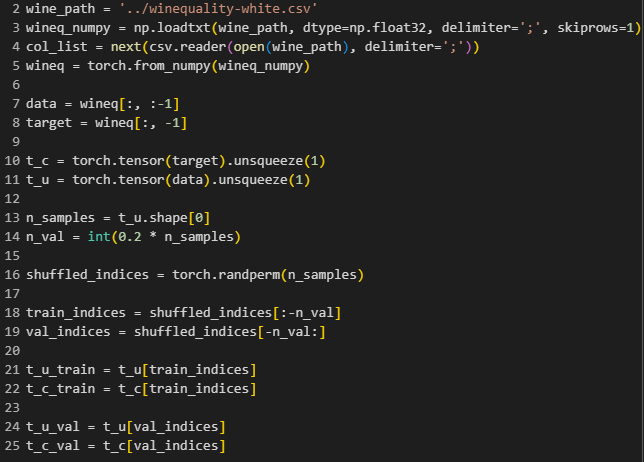 2 wine_path = '../winequality-white.csv'
3 wineq_numpy = np.loadtxt(wine_path, dtype=np.float32, delimiter=';', skiprows=1)
4 col_list = next(csv.reader(open(wine_path), delimiter=';'))
5 wineq = torch.from_numpy(wineq_numpy)
6
7 data = wineq[:, :-1]
8 target = wineq[:, -1]
9
10 t_c = torch.tensor(target).unsqueeze(1)
11 t_u = torch.tensor(data).unsqueeze(1)
12
13 n_samples = t_u.shape[0]
14 n_val = int(0.2 * n_samples)
15
16 shuffled_indices = torch.randperm(n_samples)
17
18 train_indices = shuffled_indices[:-n_val]
19 val_indices = shuffled_indices[-n_val:]
20
21 t_u_train = t_u[train_indices]
22 t_c_train = t_c[train_indices]
23
24 t_u_val = t_u[val_indices]
25 t_c_val = t_c[val_indices]